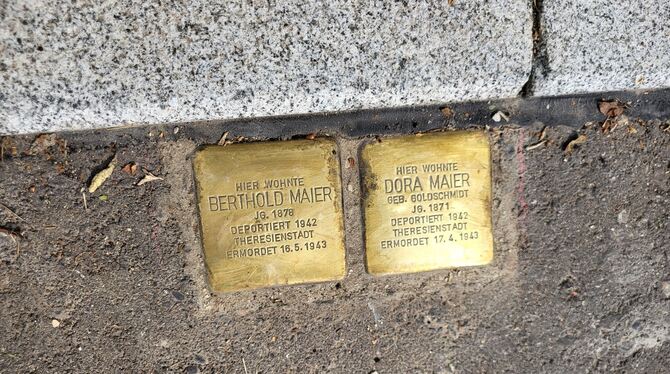 HIER WOHNTE
BERTHOLD MAIER
JG. 1878
DEPORTIERT 1942
THERESIENSTADT
ERMORDET 16.5.1943
HIER WOHNTE
DORA MAIER
GEB. GOLDSCHMIDT
JG. 1871
DEPORTIERT 1942
THERESIENSTADT
ERMORDET 17.4.1943